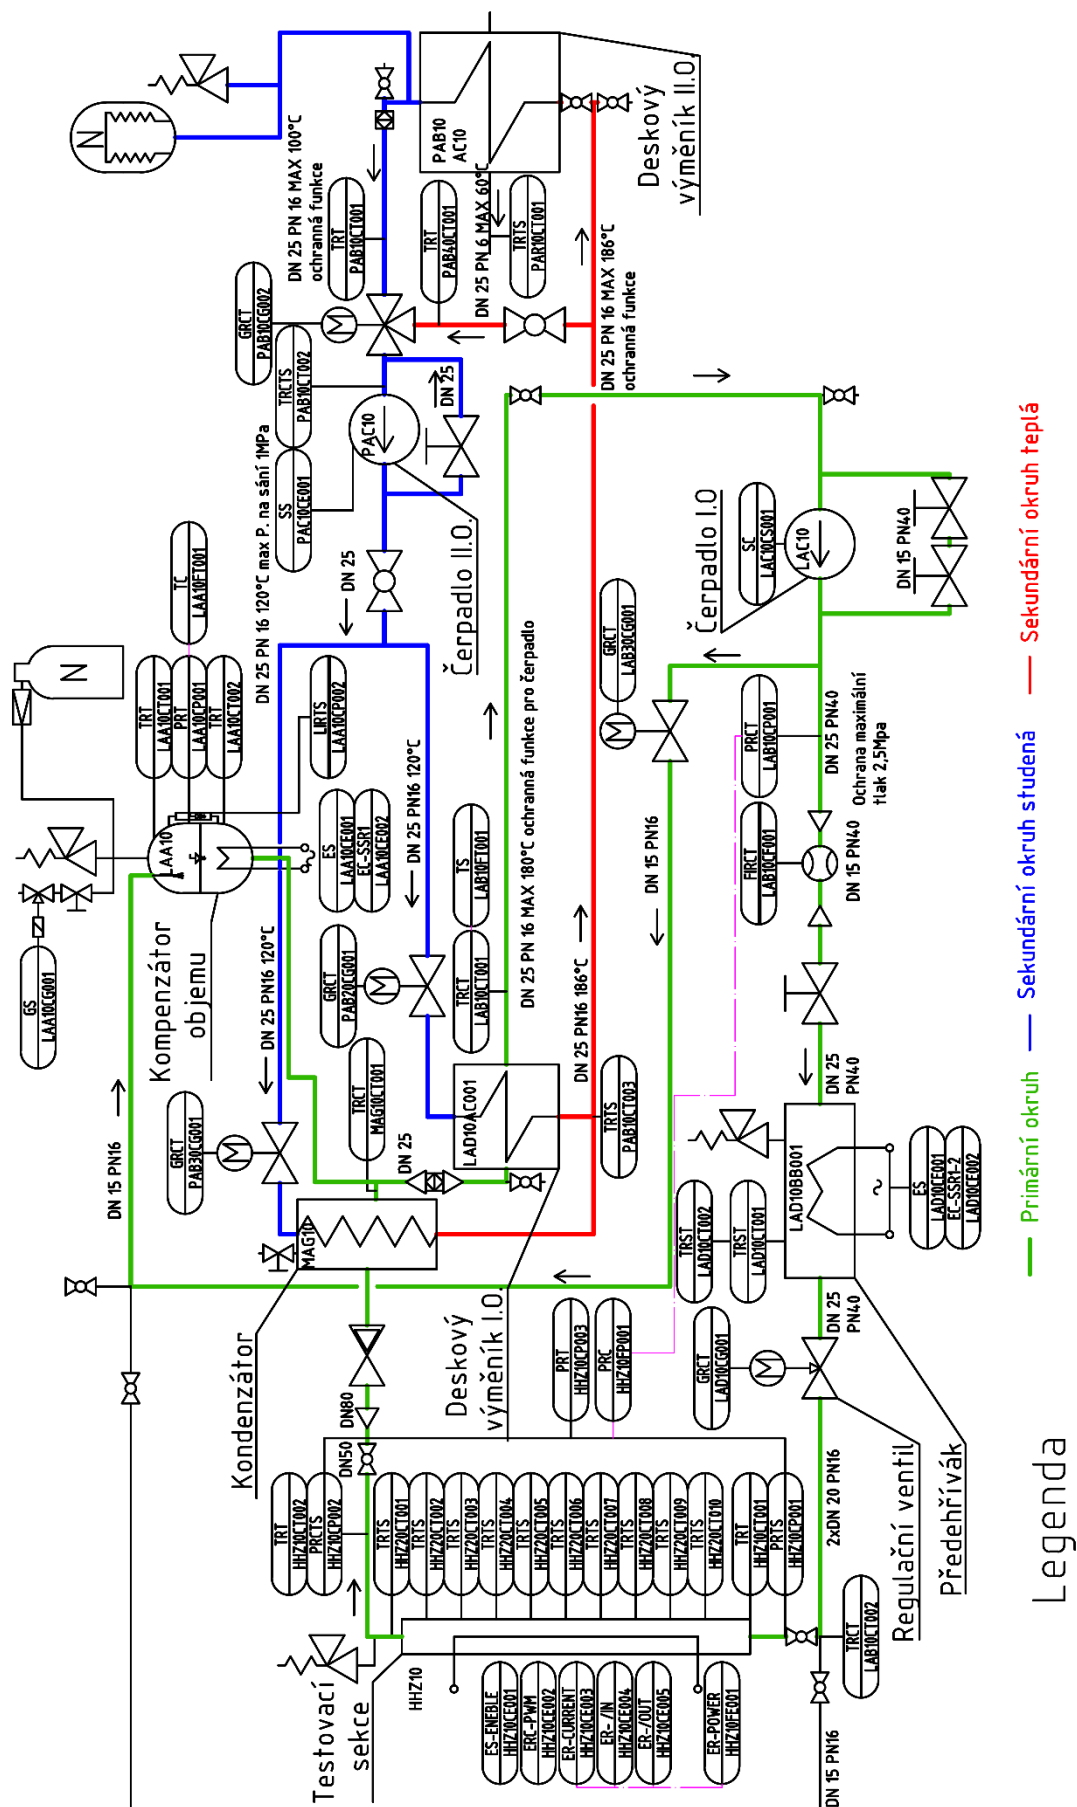 N
DN 25 PN 16 MAX 100°C
ochranná funkce
TRT
PAB10CT001
GRCT
PAB10CG002
TRCTS
PAB10CT002
SS
PAC10CE001
M
PAC10
DN 25
TRT
PAB40CT001
DN 25 PN 6 MAX 60°C
TRTS
PAR10CT001
PAB10
AC10
Deskový
výměník II.O.
DN 25 PN 16 MAX 186°C
ochranná funkce
DN 25 PN 16 120°C max P. na sání 1MPa
DN 25
Čerpadlo II.O.
N
TC
LAA10FT001
TRT
LAA10CT001
PRT
LAA10CP001
TRT
LAA10CT002
LIRTS
LAA10CP002
LAA10
GS
LAA10CG001
Kompenzátor
objemu
ES
LAA10CE001
EC-SSR1
LAA10CE002
DN 25 PN16 120°C
DN 25 PN16 120°C
DN 15 PN16
GRCT
PAB30CG001
M
GRCT
PAB20CG001
M
TRCT
MAG10CT001
DN 25
MAG10
TRCT
LAB10CT001
TS
LAB10FT001
DN 25 PN 16 MAX 180°C ochranná funkce pro čerpadlo
LAD10AC001
TRTS
PAB10CT003
DN 25 PN16 186°C
GRCT
LAB30CG001
M
DN 15 PN16
SC
LAC10CS001
LAC10
Čerpadlo I.O
DN 15 PN40
PRCT
LAB10CP001
DN 25 PN40
Ochrana maximální
tlak 2,5Mpa
FIRCT
LAB10CF001
DN 15 PN40
DN 25
PN40
LAD10BB001
ES
LAD10CE001
EC-SSR1-2
LAD10CE002
TRST
LAD10CT002
TRST
LAD10CT001
DN 25
PN40
GRCT
LAD10CG001
M
Předehřívák
Regulační ventil
2xDN 20 PN16
Kondenzátor
Deskový
výměník I.O.
DN80
DN50
PRT
HHZ10CP003
PRC
HHZ10FP001
TRT
HHZ10CT002
PRCTS
HHZ10CP002
TRTS
HHZ20CT001
TRTS
HHZ20CT002
TRTS
HHZ20CT003
TRTS
HHZ20CT004
TRTS
HHZ20CT005
TRTS
HHZ20CT006
TRTS
HHZ20CT007
TRTS
HHZ20CT008
TRTS
HHZ20CT009
TRTS
HHZ20CT010
TRT
HHZ10CT001
PRTS
HHZ10CP001
Testovací
sekce
HHZ10
ES-ENEBLE
HHZ10CE001
ERC-PWM
HHZ10CE002
ER-CURRENT
HHZ10CE003
ER-/IN
HHZ10CE004
ER-/OUT
HHZ10CE005
ER-POWER
HHZ10FE001
TRCT
LAB10CT002
DN 15 PN16
Legenda
Primární okruh
Sekundární okruh studená
Sekundární okruh teplá